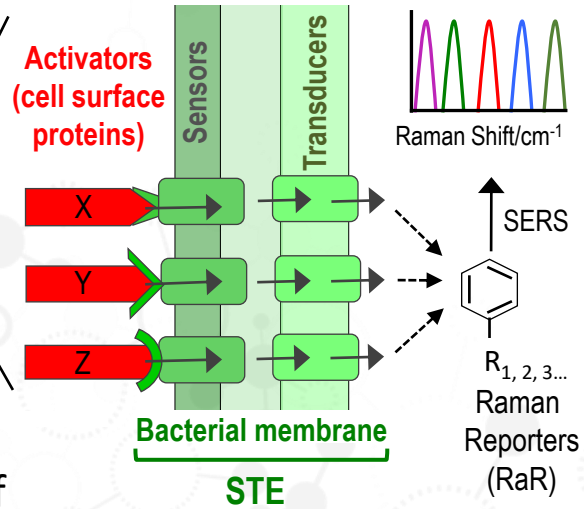 Activators
(cell surface
proteins)
Sensors
Transducers
Raman Shift/cm-1
X
Y
Z
SERS
R1, 2, 3...
Raman
Reporters
(RaR)
Bacterial membrane
STE
f